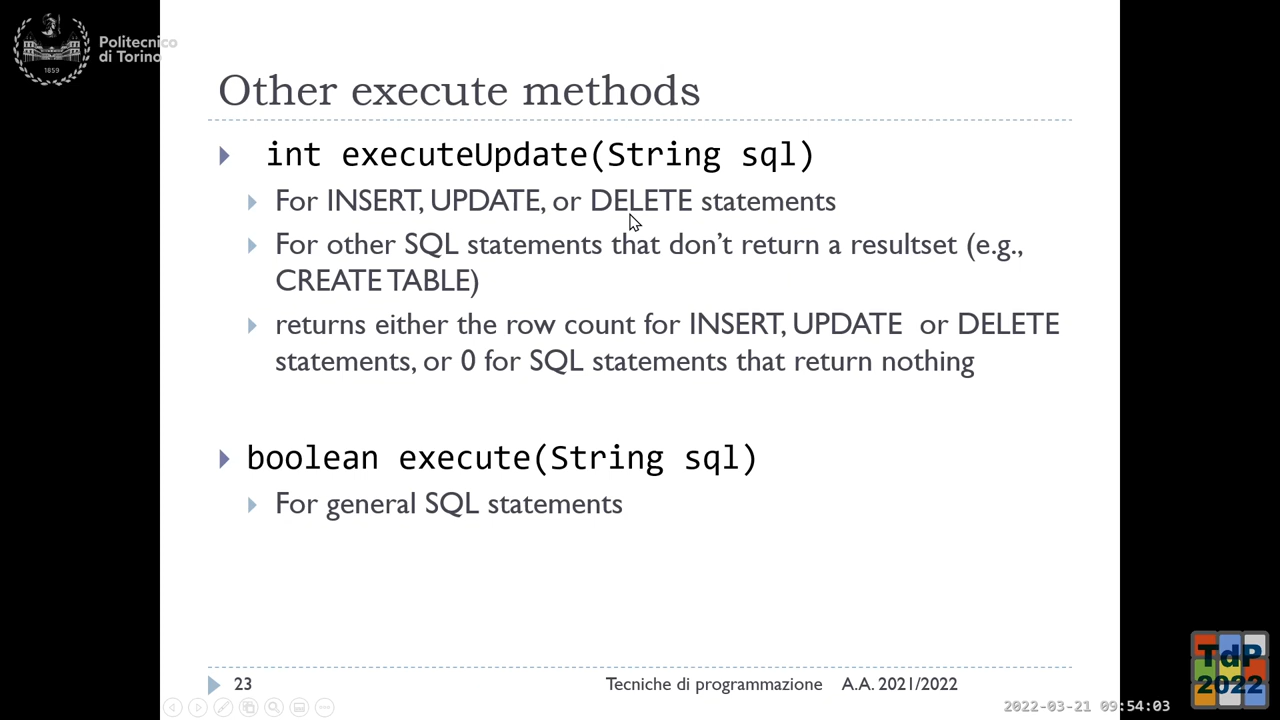 Politecnico
di Torino
1859
Other execute methods
int executeUpdate(String sql)
For INSERT, UPDATE, or DELETE statements
For other SQL statements that don’t return a resultset (e.g.,
CREATE TABLE)
returns either the row count for INSERT, UPDATE or DELETE
statements, or 0 for SQL statements that return nothing
boolean execute(String sql)
For general SQL statements
23
Tecniche di programmazione A.A. 2021/2022
TdP
2022
2022-03-21 09:54:03